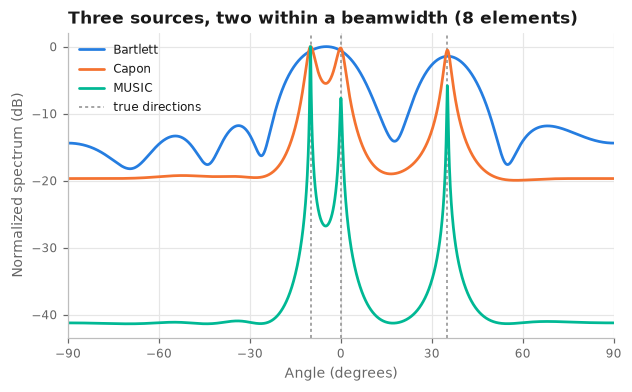 Three sources, two within a beamwidth (8 elements)
Normalized spectrum (dB)
0
−10
−20
−30
−40
Bartlett
Capon
MUSIC
true directions
−90 −60 −30 0 30 60 90
Angle (degrees)